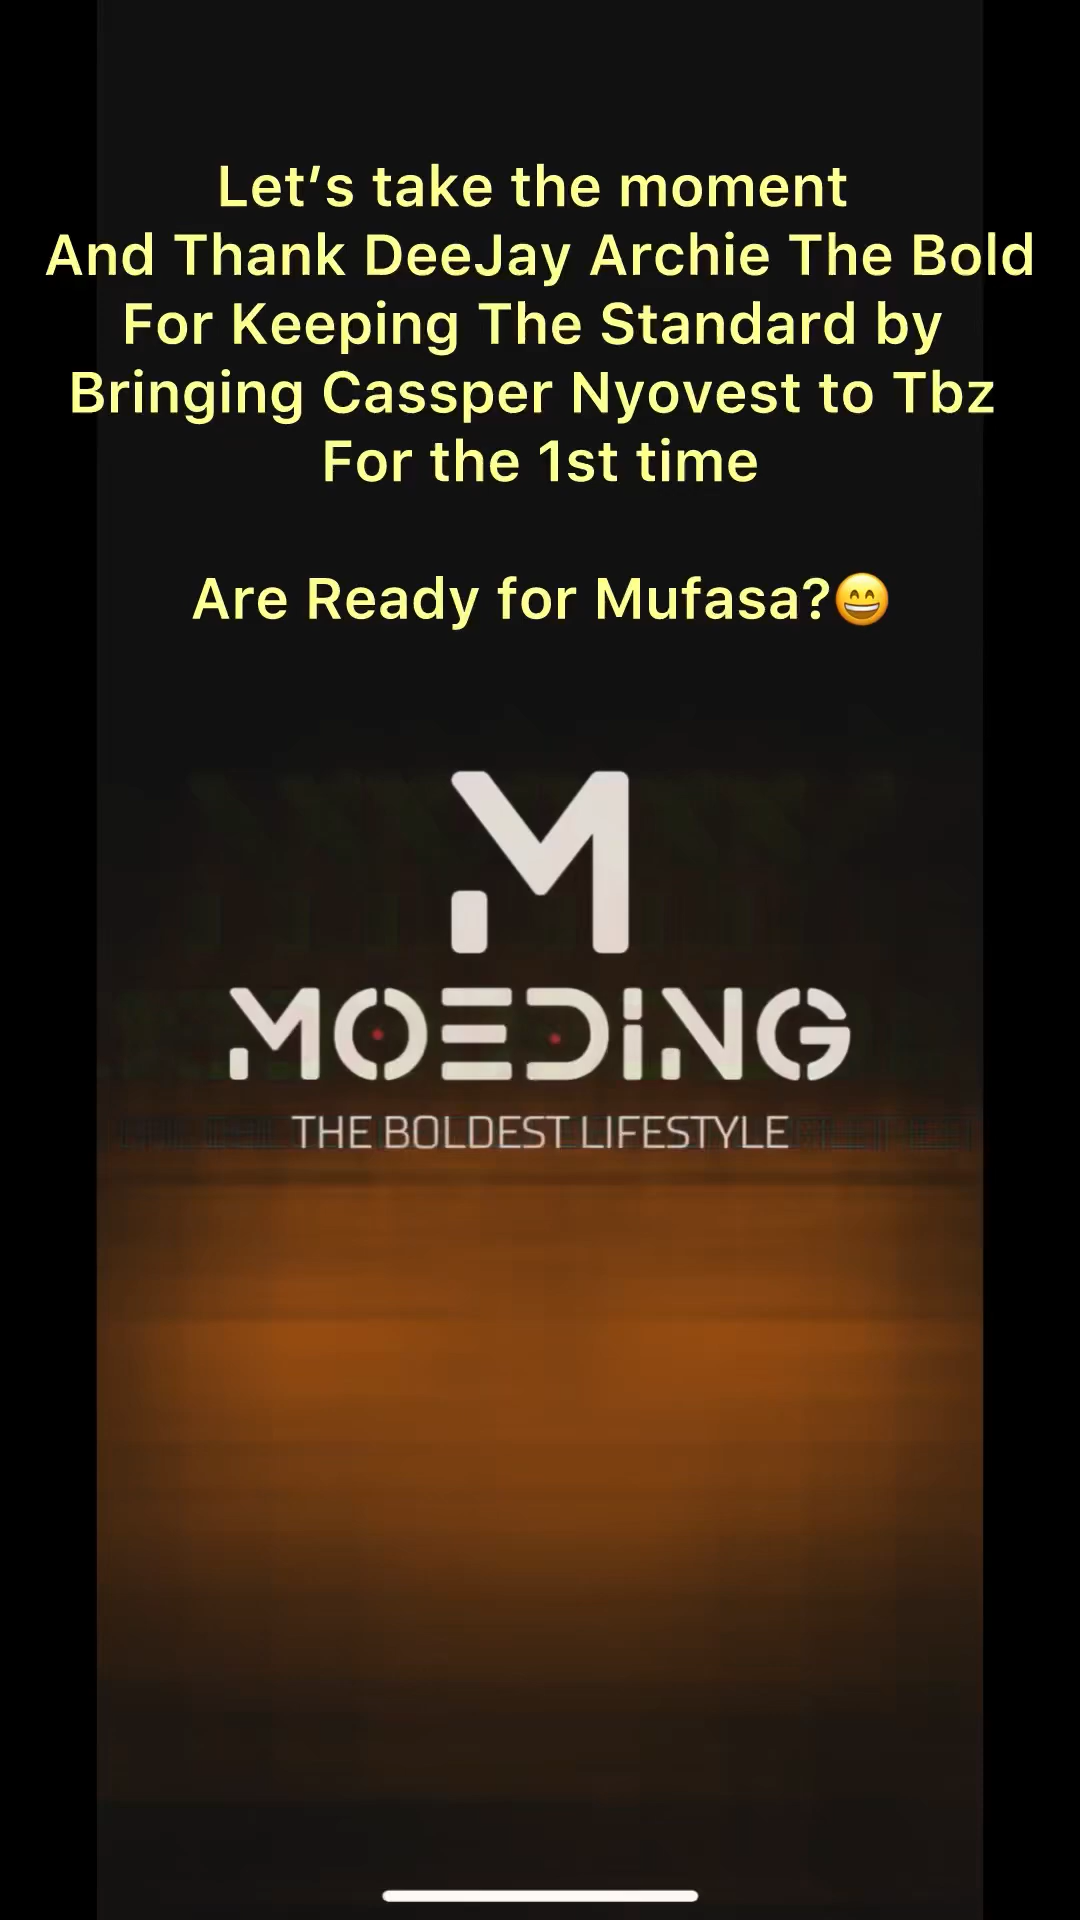 Let’s take the moment
And Thank DeeJay Archie The Bold
For Keeping The Standard by
Bringing Cassper Nyovest to Tbz
For the 1st time
Are Ready for Mufasa?😄
M
MOEDING
THE BOLDEST LIFESTYLE